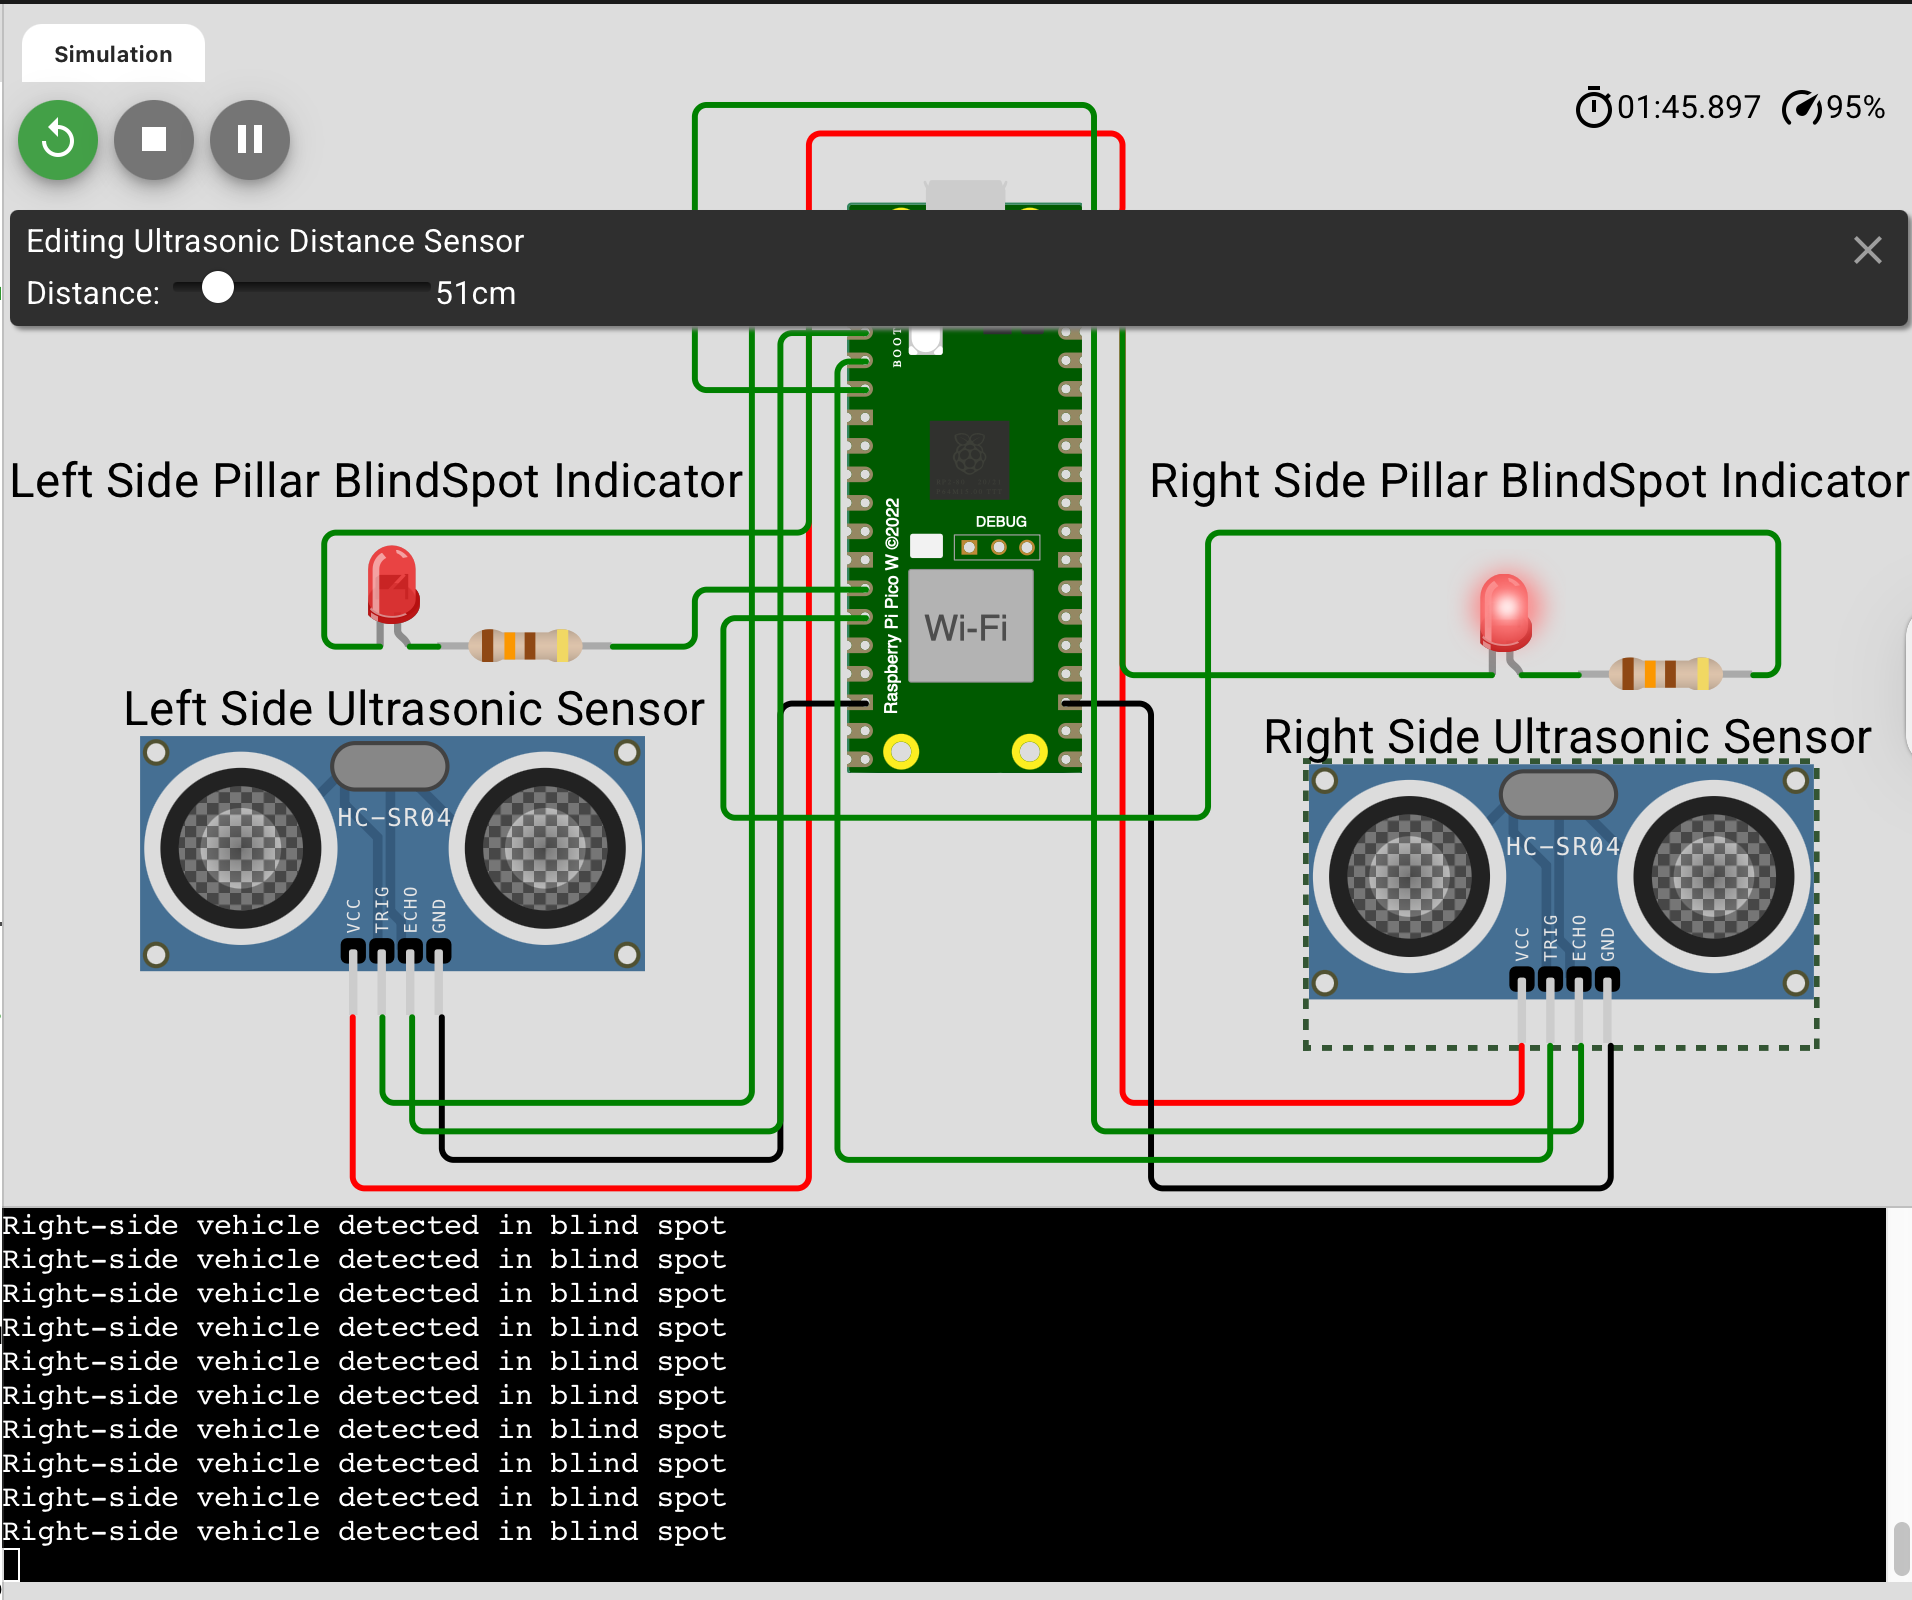 Simulation
01:45.897 95%
Editing Ultrasonic Distance Sensor
Distance: 51cm
BOOT
Left Side Pillar BlindSpot Indicator
Right Side Pillar BlindSpot Indicator
DEBUG
Raspberry Pi Pico W ©2022
Wi-Fi
Left Side Ultrasonic Sensor
Right Side Ultrasonic Sensor
HC-SR04
VCC
TRIG
ECHO
GND
HC-SR04
VCC
TRIG
ECHO
GND
Right-side vehicle detected in blind spot
Right-side vehicle detected in blind spot
Right-side vehicle detected in blind spot
Right-side vehicle detected in blind spot
Right-side vehicle detected in blind spot
Right-side vehicle detected in blind spot
Right-side vehicle detected in blind spot
Right-side vehicle detected in blind spot
Right-side vehicle detected in blind spot
Right-side vehicle detected in blind spot